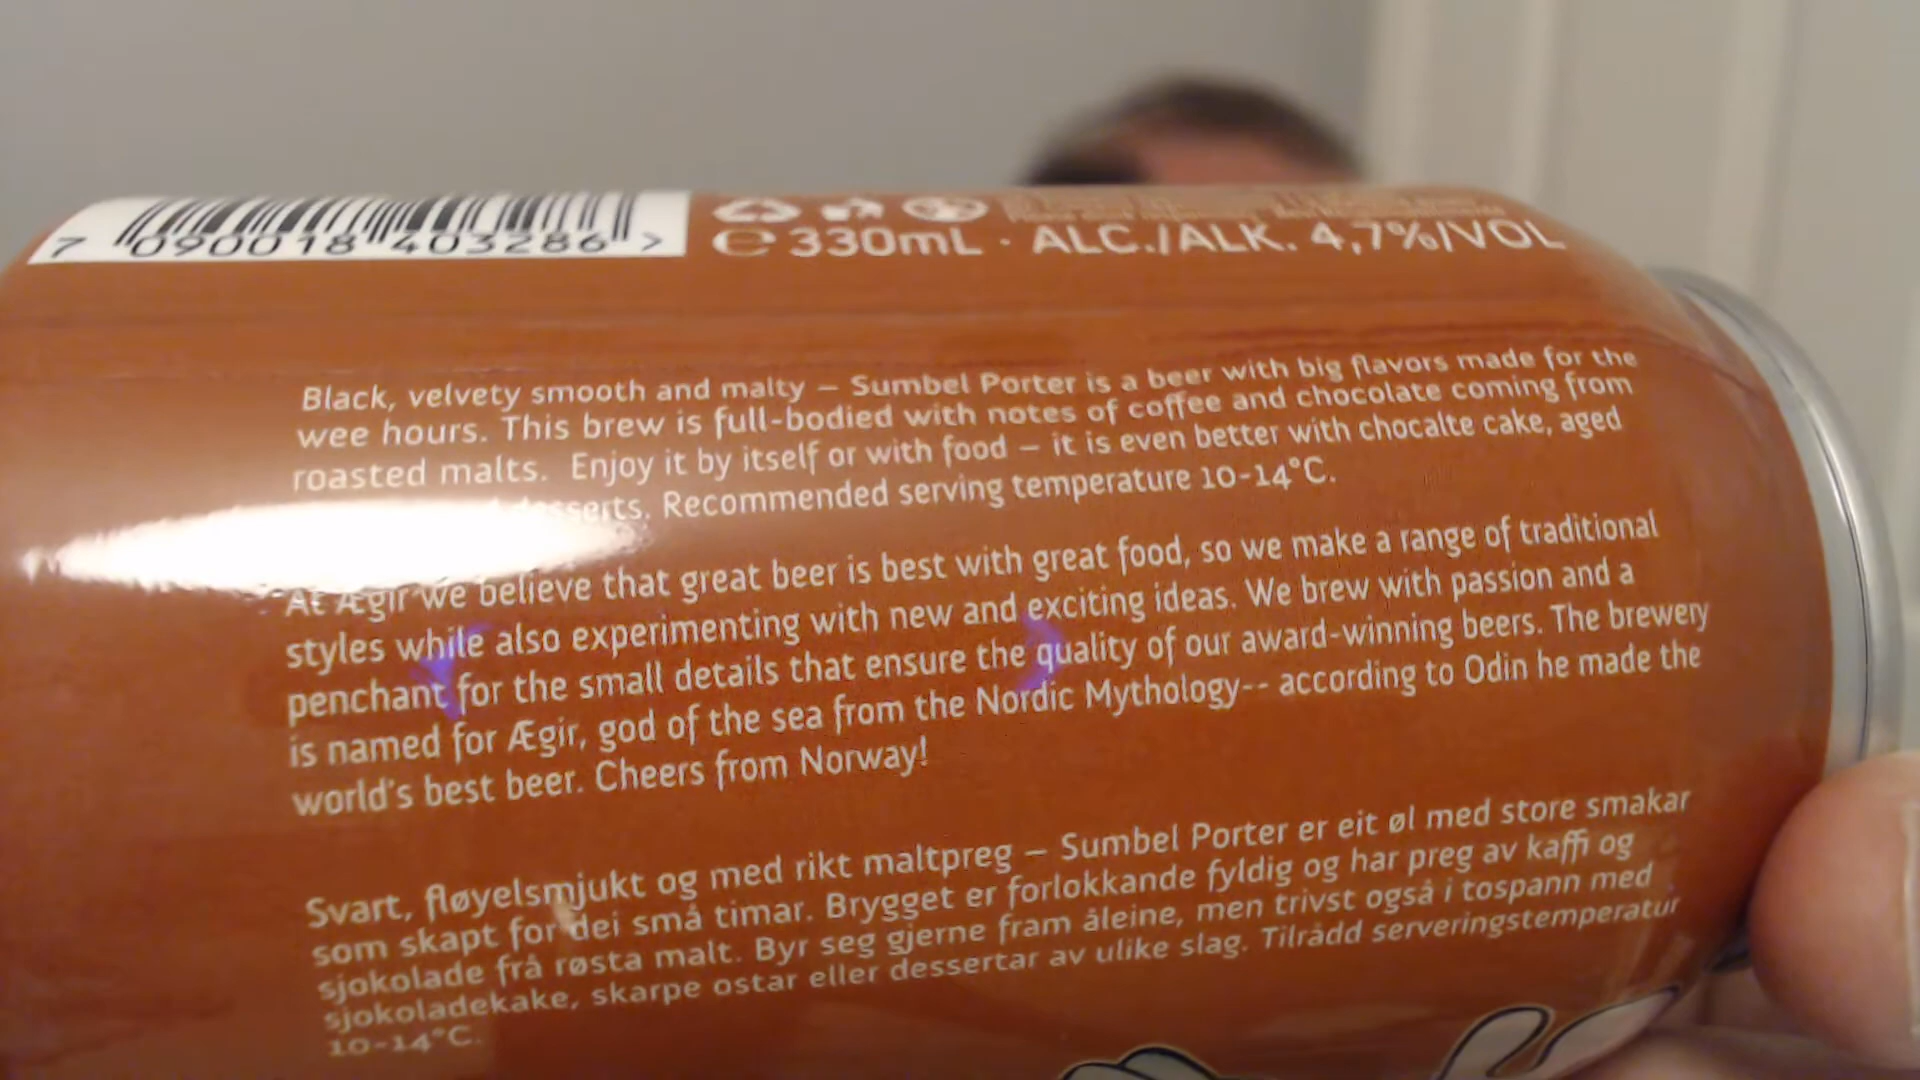 7 090018 403286 >
e 330mL · ALC./ALK. 4,7%/VOL
Black, velvety smooth and malty – Sumbel Porter is a beer with big flavors made for the
wee hours. This brew is full-bodied with notes of coffee and chocolate coming from
roasted malts. Enjoy it by itself or with food – it is even better with chocalte cake, aged
desserts. Recommended serving temperature 10-14°C.
At Ægir we believe that great beer is best with great food, so we make a range of traditional
styles while also experimenting with new and exciting ideas. We brew with passion and a
penchant for the small details that ensure the quality of our award-winning beers. The brewery
is named for Ægir, god of the sea from the Nordic Mythology-- according to Odin he made the
world's best beer. Cheers from Norway!
Svart, fløyelsmjukt og med rikt maltpreg – Sumbel Porter er eit øl med store smakar
som skapt for dei små timar. Brygget er forlokkande fyldig og har preg av kaffi og
sjokolade frå røsta malt. Byr seg gjerne fram åleine, men trivst også i tospann med
sjokoladekake, skarpe ostar eller dessertar av ulike slag. Tilrådd serveringstemperatur
10-14°C.